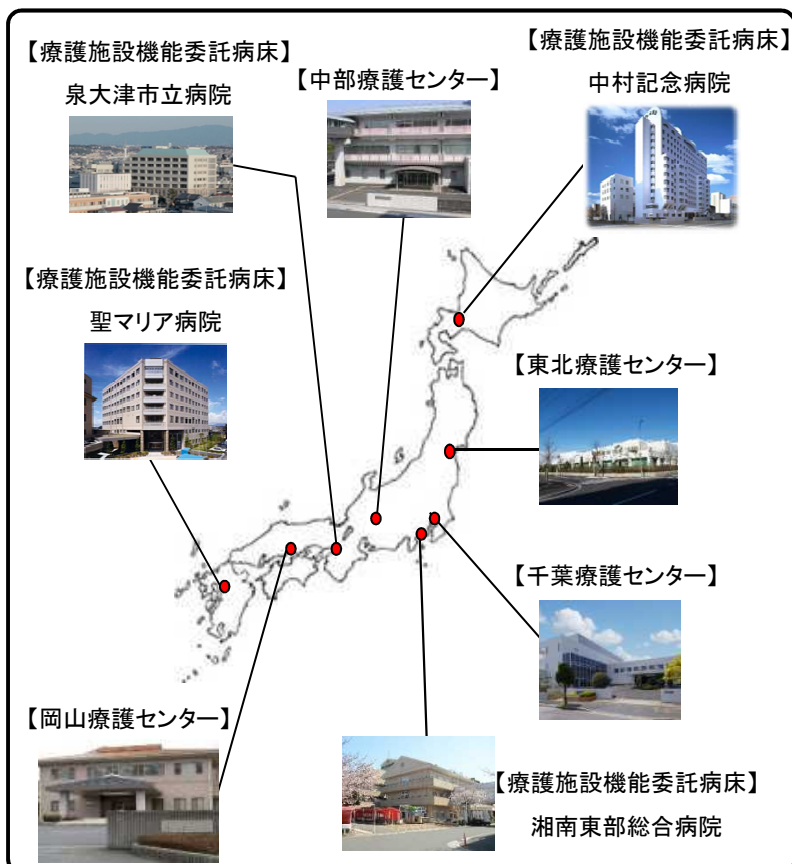 【療護施設機能委託病床】
泉大津市立病院
【中部療護センター】
【療護施設機能委託病床】
中村記念病院
【療護施設機能委託病床】
聖マリア病院
【東北療護センター】
【千葉療護センター】
【岡山療護センター】
【療護施設機能委託病床】
湘南東部総合病院